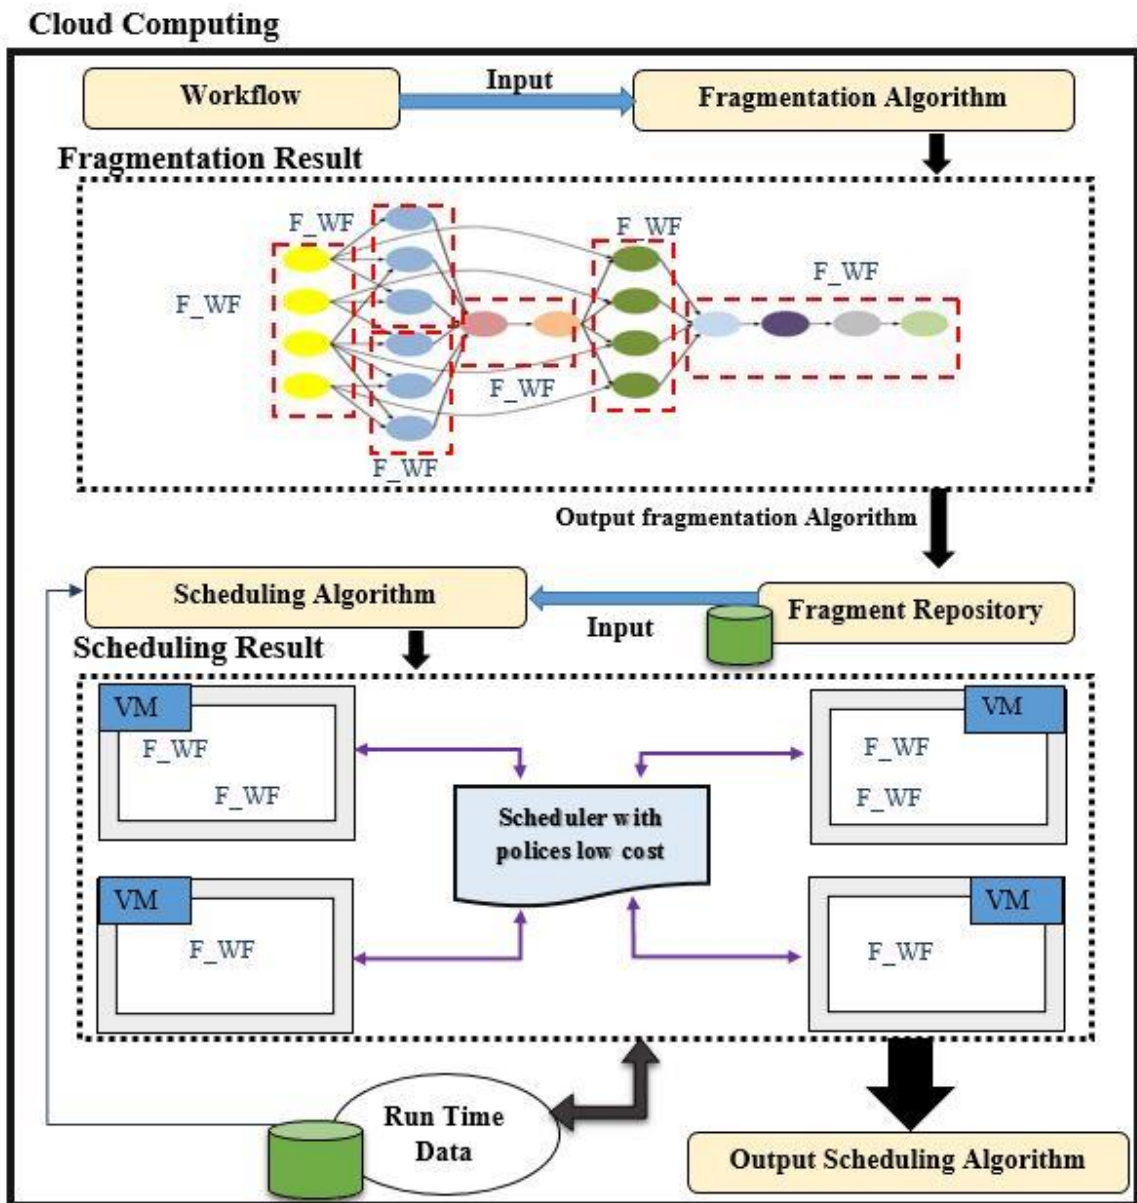 Cloud Computing
Workflow
Input
Fragmentation Algorithm
Fragmentation Result
F_WF
F_WF
F_WF
F_WF
F_WF
F_WF
Output fragmentation Algorithm
Scheduling Algorithm
Input
Fragment Repository
Scheduling Result
VM
F_WF
F_WF
VM
F_WF
F_WF
Scheduler with
polices low cost
VM
F_WF
VM
F_WF
Run Time
Data
Output Scheduling Algorithm